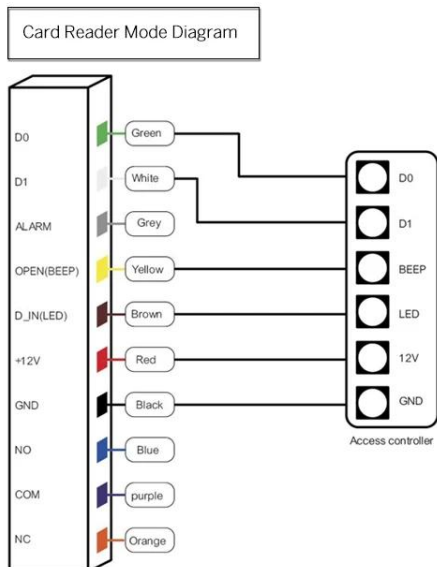 Card Reader Mode Diagram
D0 Green
D1 White
ALARM Grey
OPEN(BEEP) Yellow
D_IN(LED) Brown
+12V Red
GND Black
NO Blue
COM purple
NC Orange
D0
D1
BEEP
LED
12V
GND
Access controller